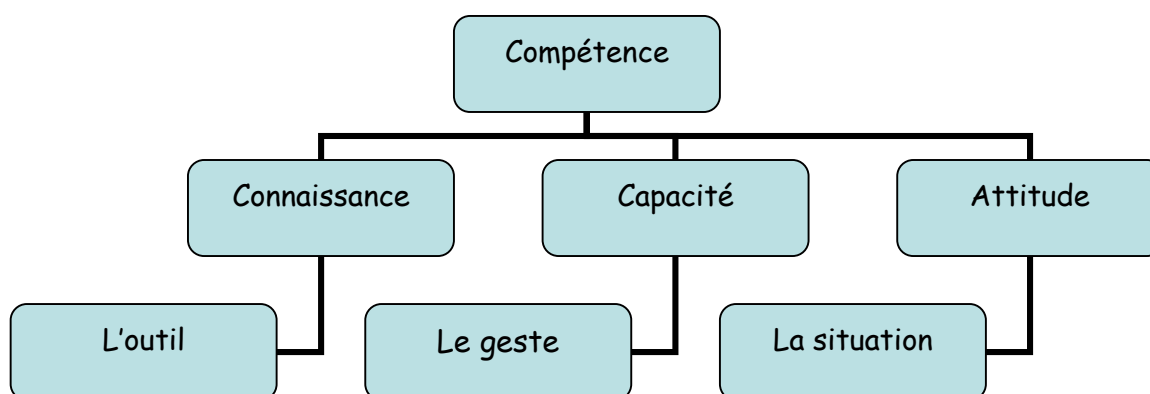 Compétence
Connaissance
Capacité
Attitude
L'outil
Le geste
La situation